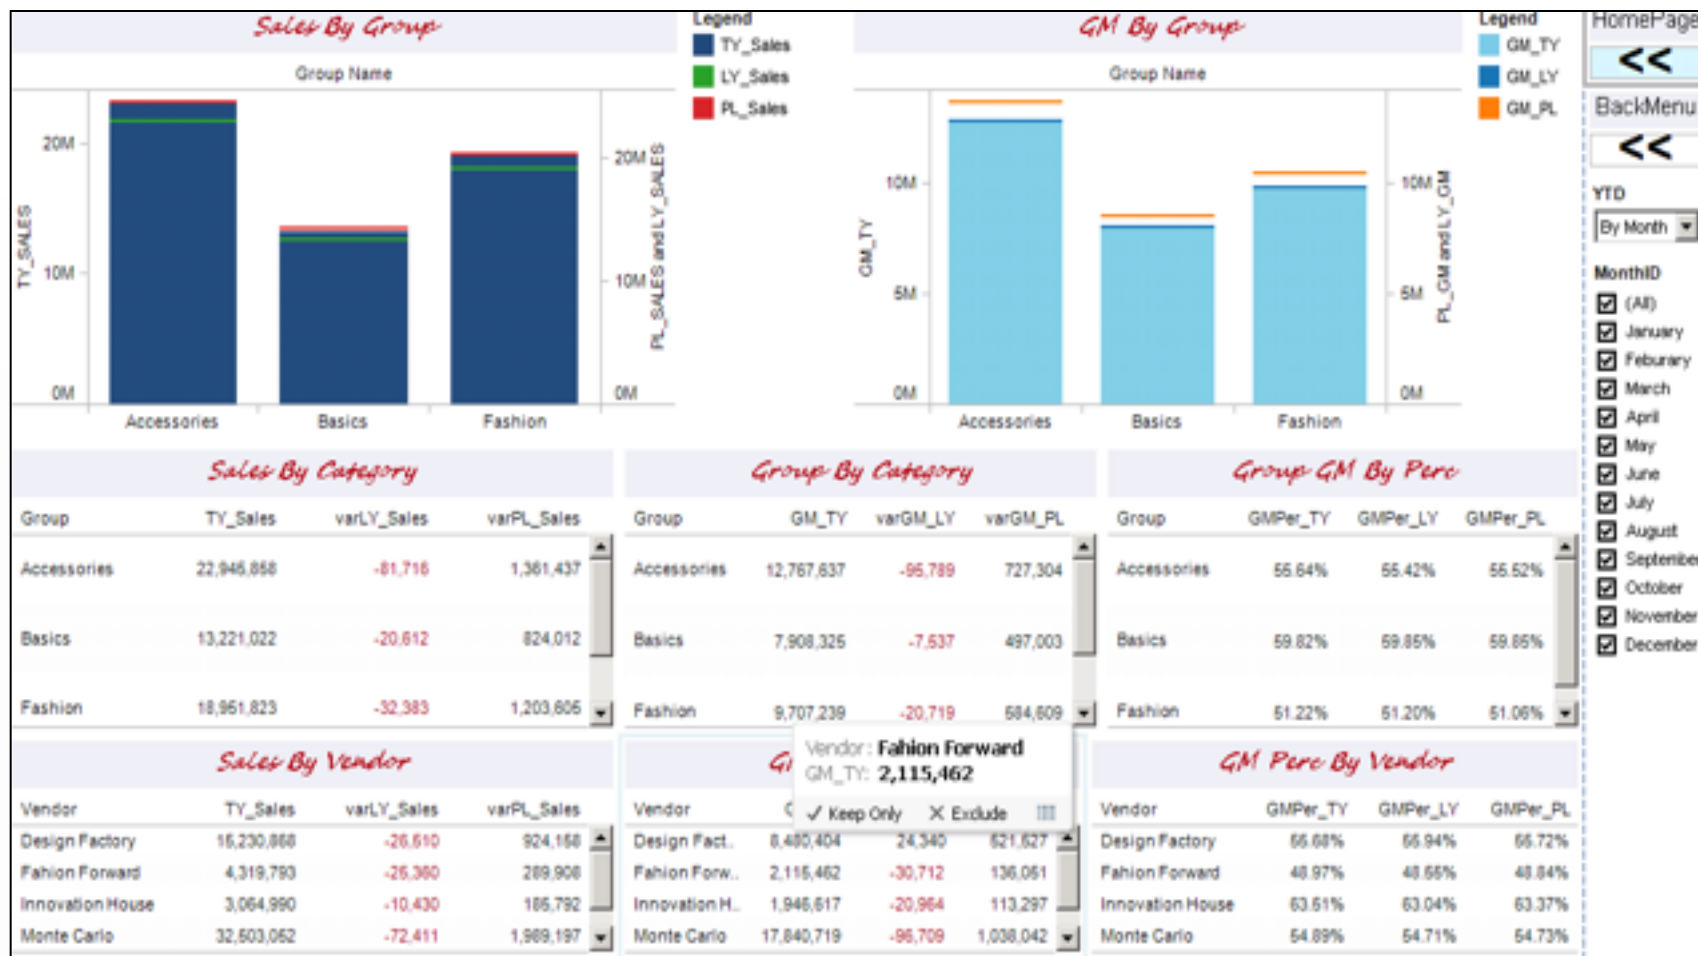 Sales By Group
Legend
TY_Sales
LY_Sales
PL_Sales
Group Name
20M
10M
0M
TY_SALES
20M
10M
0M
PL_SALES and LY_SALES
Accessories Basics Fashion
GM By Group
Legend
GM_TY
GM_LY
GM_PL
Group Name
10M
5M
0M
GM_TY
10M
5M
0M
PL_GM and LY_GM
Accessories Basics Fashion
HomePage
<<
BackMenu
<<
YTD
By Month
MonthID
(All)
January
Feburary
March
April
May
June
July
August
September
October
November
December
Sales By Category
Group TY_Sales varLY_Sales varPL_Sales
Accessories 22,946,858 -81,716 1,361,437
Basics 13,221,022 -20,612 824,012
Fashion 18,951,823 -32,383 1,203,605
Group By Category
Group GM_TY varGM_LY varGM_PL
Accessories 12,767,637 -95,789 727,304
Basics 7,908,325 -7,537 497,003
Fashion 9,707,239 -20,719 584,609
Group GM By Perc
Group GMPer_TY GMPer_LY GMPer_PL
Accessories 55.64% 55.42% 55.52%
Basics 59.82% 59.85% 59.85%
Fashion 51.22% 51.20% 51.06%
Sales By Vendor
Vendor TY_Sales varLY_Sales varPL_Sales
Design Factory 15,230,868 -26,510 924,158
Fahion Forward 4,319,793 -25,360 289,908
Innovation House 3,064,990 -10,430 185,792
Monte Carlo 32,503,052 -72,411 1,989,197
Vendor: Fahion Forward
GM_TY: 2,115,462
Keep Only Exclude
Vendor
Design Fact.. 8,480,404 24,340 521,527
Fahion Forw.. 2,115,462 -30,712 136,051
Innovation H.. 1,946,617 -20,964 113,297
Monte Carlo 17,840,719 -96,709 1,038,042
GM Perc By Vendor
Vendor GMPer_TY GMPer_LY GMPer_PL
Design Factory 55.68% 55.94% 55.72%
Fahion Forward 48.97% 48.55% 48.84%
Innovation House 63.51% 63.04% 63.37%
Monte Carlo 54.89% 54.71% 54.73%